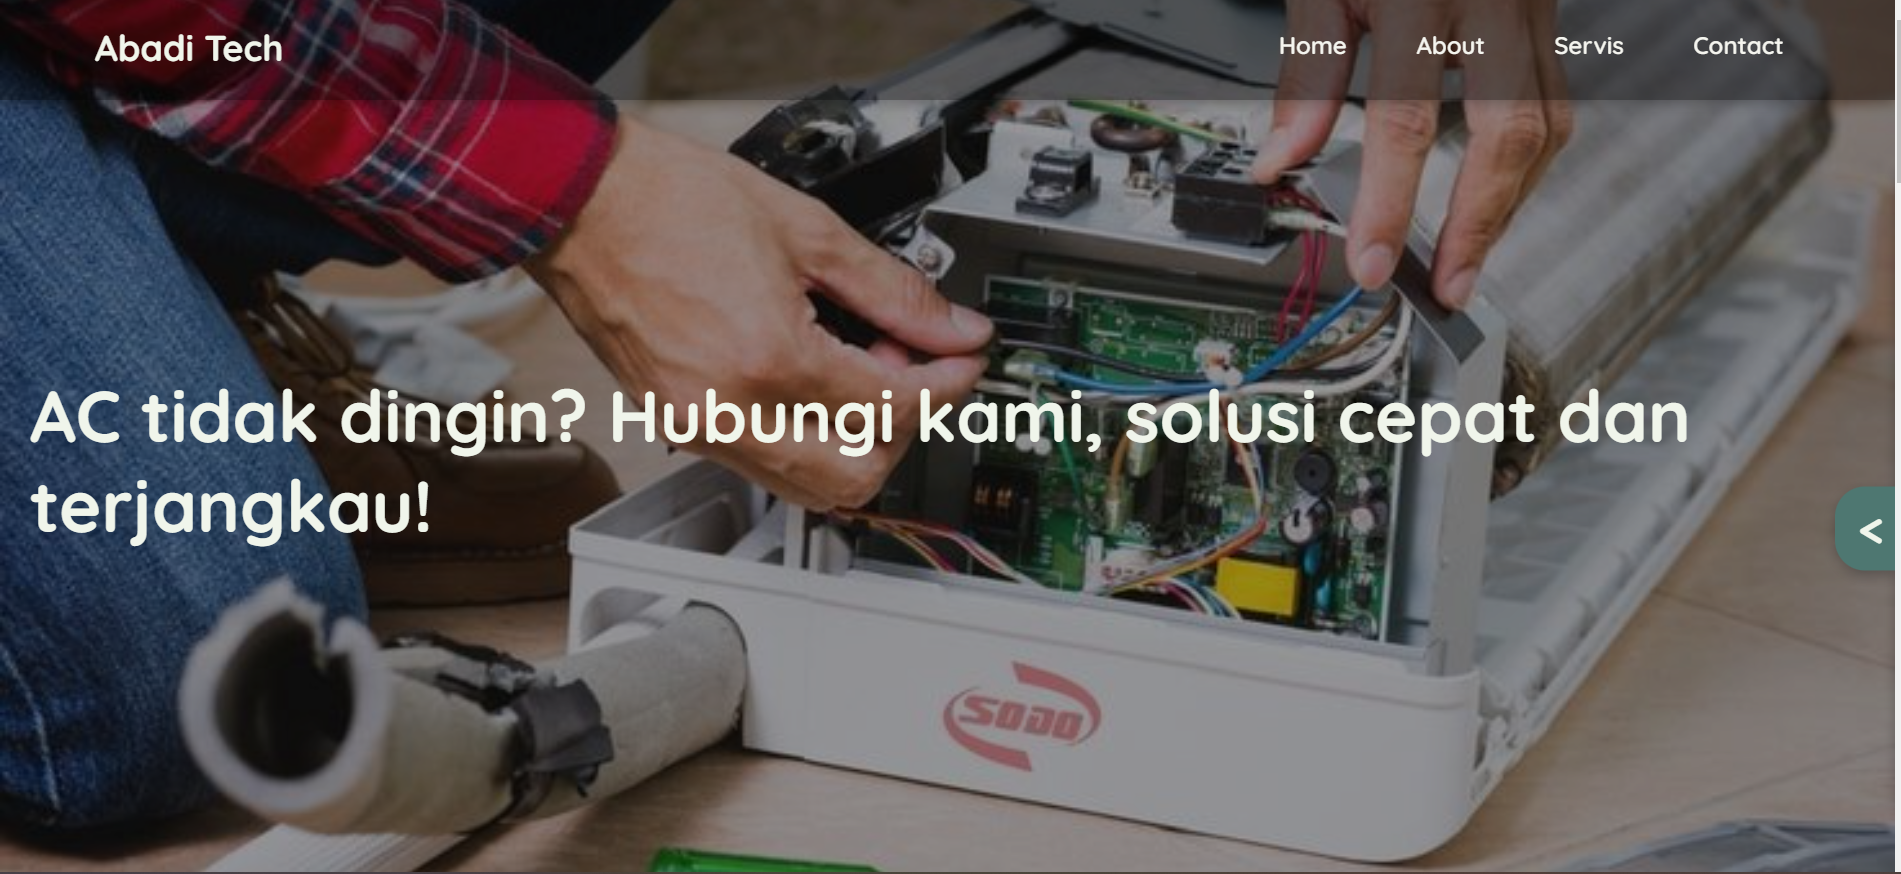 Abadi Tech
Home
About
Servis
Contact
AC tidak dingin? Hubungi kami, solusi cepat dan
terjangkau!
<
SODO